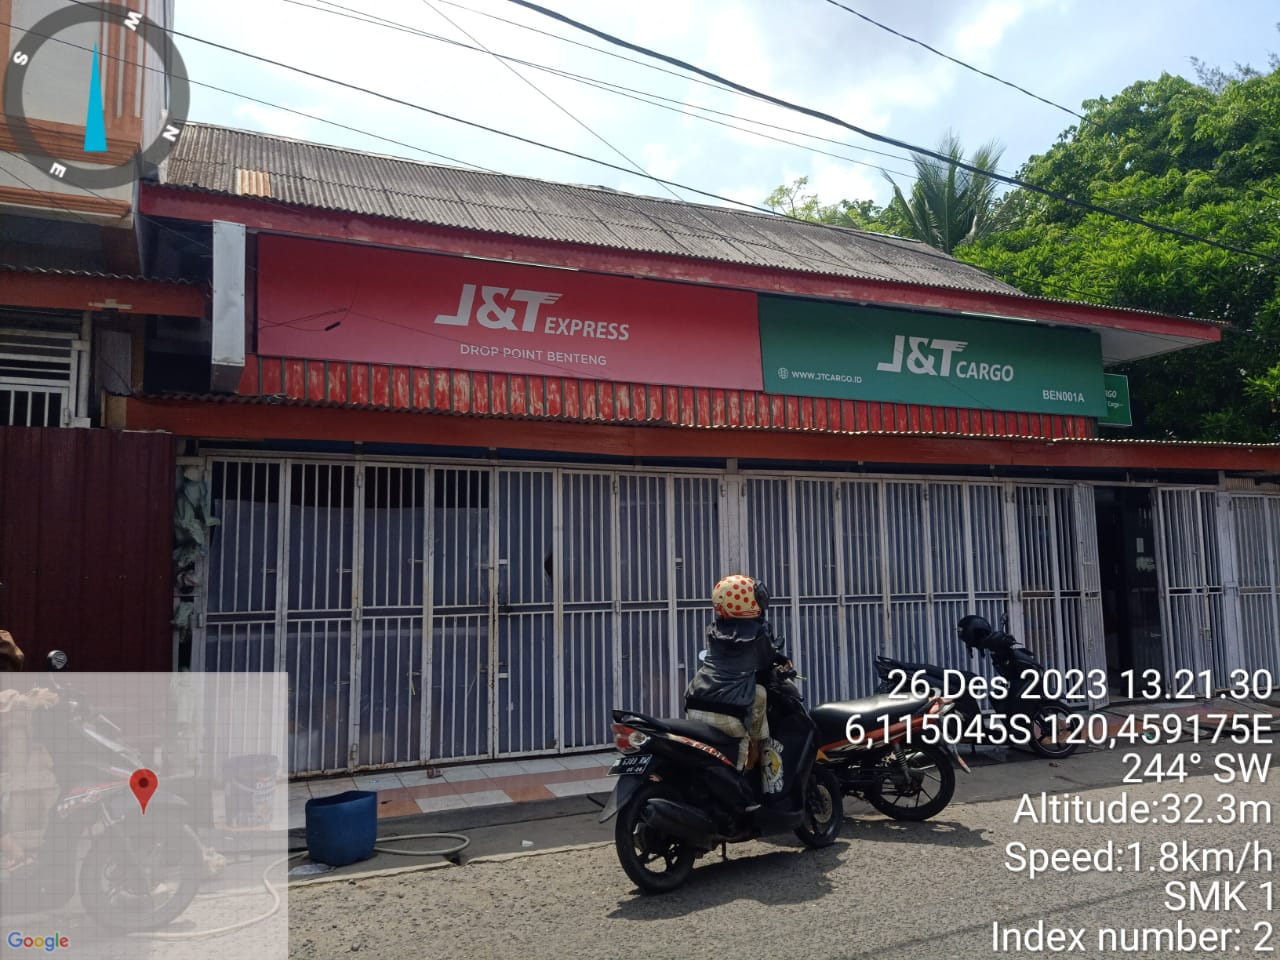 S
W
N
E
J&T EXPRESS
DROP POINT BENTENG
J&T CARGO
WWW.JTCARGO.ID
BEN001A
26 Des 2023 13.21.30
6,115045S 120,459175E
244° SW
Altitude:32.3m
Speed:1.8km/h
SMK 1
Index number: 2
Google